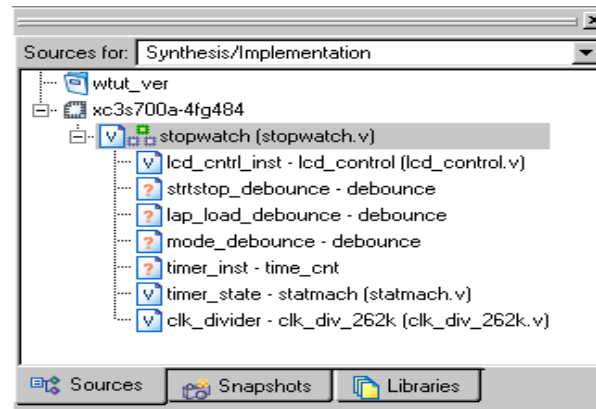 Sources for: Synthesis/Implementation
wtut_ver
xc3s700a-4fg484
stopwatch (stopwatch.v)
lcd_cntrl_inst - lcd_control (lcd_control.v)
strtstop_debounce - debounce
lap_load_debounce - debounce
mode_debounce - debounce
timer_inst - time_cnt
timer_state - statmach (statmach.v)
clk_divider - clk_div_262k (clk_div_262k.v)
Sources Snapshots Libraries